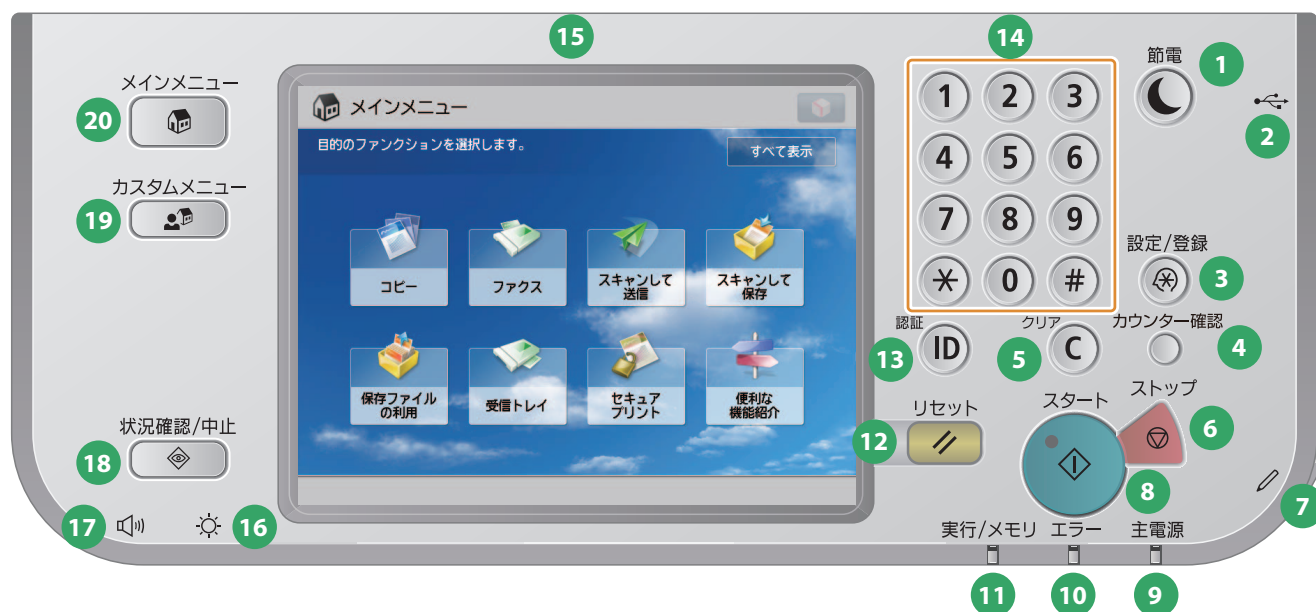 15
14
節電
1
メインメニュー
20
メインメニュー
1 2 3
2
目的のファンクションを選択します。
すべて表示
4 5 6
カスタムメニュー
19
7 8 9
設定/登録
3
コピー
ファクス
スキャンして
送信
スキャンして
保存
* 0 #
認証
ID
13
クリア
C
5
カウンター確認
4
保存ファイル
の利用
受信トレイ
セキュア
プリント
便利な
機能紹介
状況確認/中止
18
リセット
12
スタート
ストップ
6
8
7
17
16
実行/メモリ
エラー
主電源
11
10
9